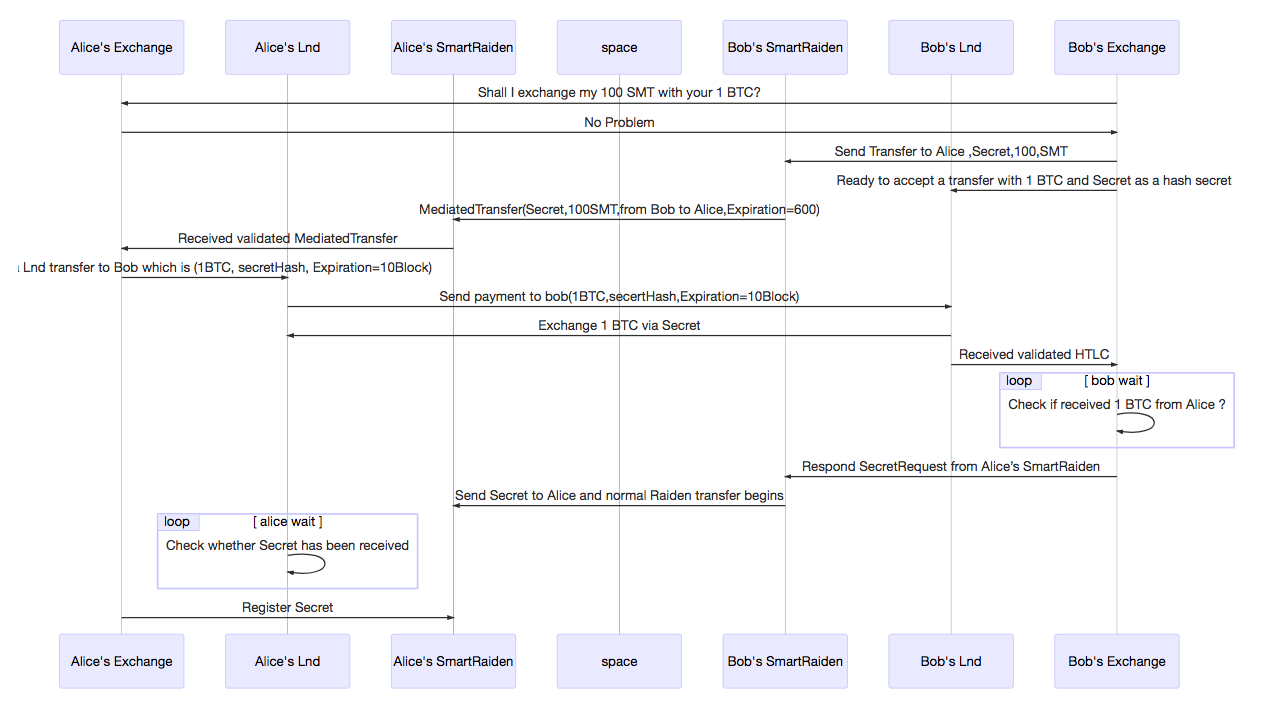 Alice's Exchange
Alice's Lnd
Alice's SmartRaiden
space
Bob's SmartRaiden
Bob's Lnd
Bob's Exchange
Shall I exchange my 100 SMT with your 1 BTC?
No Problem
Send Transfer to Alice ,Secret,100,SMT
Ready to accept a transfer with 1 BTC and Secret as a hash secret
MediatedTransfer(Secret,100SMT,from Bob to Alice,Expiration=600)
Received validated MediatedTransfer
Lnd transfer to Bob which is (1BTC, secretHash, Expiration=10Block)
Send payment to bob(1BTC,secertHash,Expiration=10Block)
Exchange 1 BTC via Secret
Received validated HTLC
loop [ bob wait ]
Check if received 1 BTC from Alice ?
Respond SecretRequest from Alice’s SmartRaiden
Send Secret to Alice and normal Raiden transfer begins
loop [ alice wait ]
Check whether Secret has been received
Register Secret
Alice's Exchange
Alice's Lnd
Alice's SmartRaiden
space
Bob's SmartRaiden
Bob's Lnd
Bob's Exchange